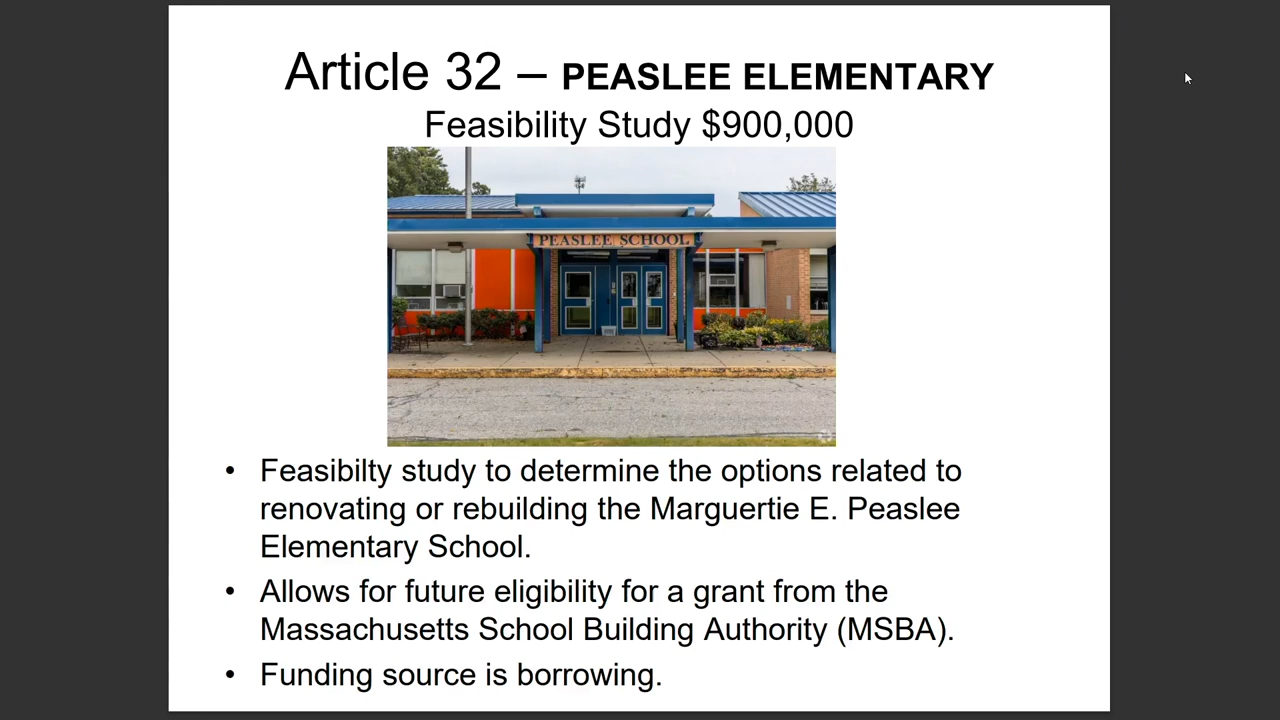 Article 32 – PEASLEE ELEMENTARY
Feasibility Study $900,000
PEASLEE SCHOOL
• Feasibilty study to determine the options related to
renovating or rebuilding the Marguertie E. Peaslee
Elementary School.
• Allows for future eligibility for a grant from the
Massachusetts School Building Authority (MSBA).
• Funding source is borrowing.